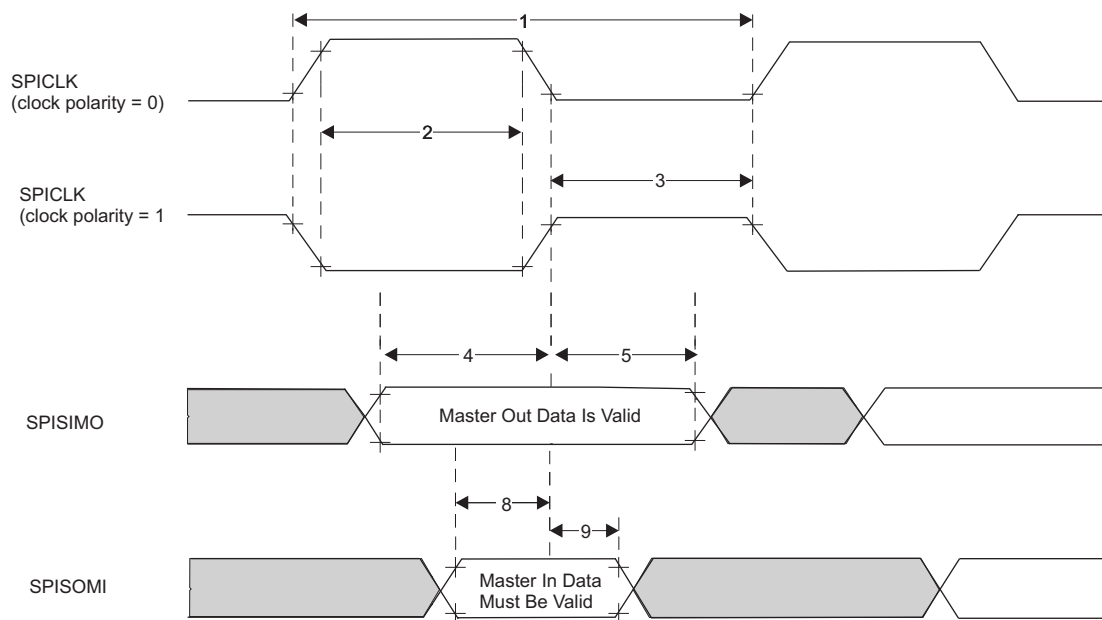 1
SPICLK
(clock polarity = 0)
2
3
SPICLK
(clock polarity = 1
4
5
SPISIMO
Master Out Data Is Valid
8
9
SPISOMI
Master In Data
Must Be Valid